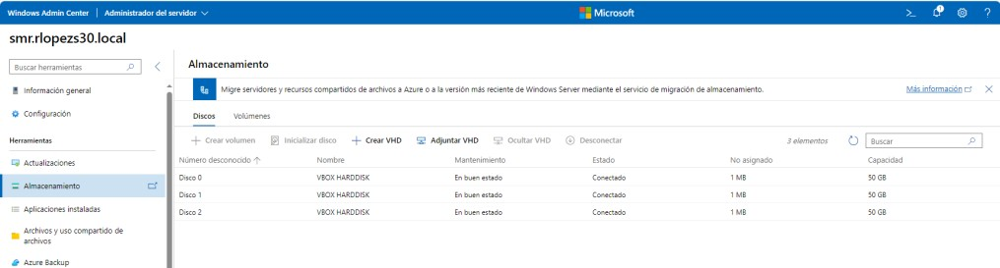 Windows Admin Center | Administrador del servidor
Microsoft
smr.rlopezs30.local
Buscar herramientas
Información general
Configuración
Herramientas
Actualizaciones
Almacenamiento
Aplicaciones instaladas
Archivos y uso compartido de
archivos
Azure Backup
Almacenamiento
Migre servidores y recursos compartidos de archivos a Azure o a la versión más reciente de Windows Server mediante el servicio de migración de almacenamiento. Más información
Discos Volúmenes
Crear volumen Inicializar disco Crear VHD Adjuntar VHD Ocultar VHD Desconectar 3 elementos Buscar
Número desconocido Nombre Mantenimiento Estado No asignado Capacidad
Disco 0 VBOX HARDDISK En buen estado Conectado 1 MB 50 GB
Disco 1 VBOX HARDDISK En buen estado Conectado 1 MB 50 GB
Disco 2 VBOX HARDDISK En buen estado Conectado 1 MB 50 GB